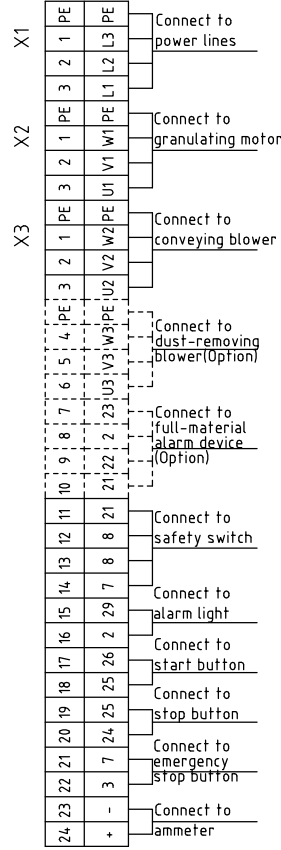 X1
PE PE
1 L3
2 L2
3 L1
Connect to
power lines
X2
PE PE
1 W1
2 V1
3 U1
Connect to
granulating motor
X3
PE PE
1 W2
2 V2
3 U2
Connect to
conveying blower
PE PE
4 W3
5 V3
6 U3
Connect to
dust-removing
blower(Option)
7 23
8 2
9 22
10 21
Connect to
full-material
alarm device
(Option)
11 21
12 8
13 8
14 7
Connect to
safety switch
15 29
16 2
Connect to
alarm light
17 26
18 25
Connect to
start button
19 25
20 24
Connect to
stop button
21 7
22 3
Connect to
emergency
stop button
23 -
24 +
Connect to
ammeter